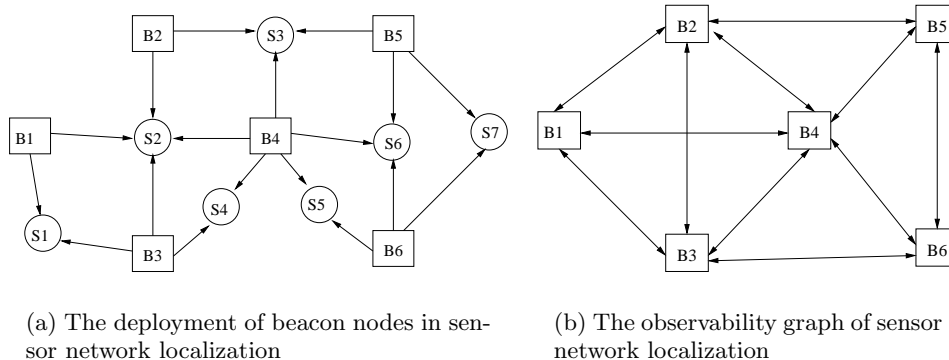 B2
S3
B5
B1
S2
B4
S6
S7
S4
S5
S1
B3
B6
(a) The deployment of beacon nodes in sen-
sor network localization
B2
B5
B1
B4
B3
B6
(b) The observability graph of sensor
network localization